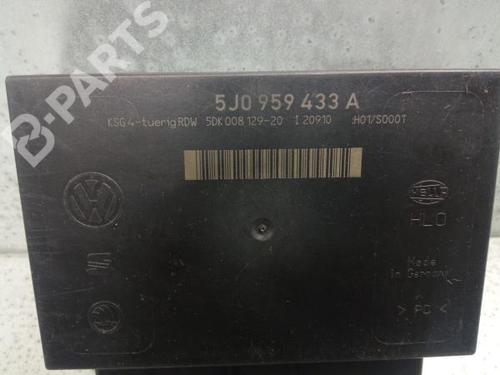 B-PARTS
5J0 959 433 A
KSG 4-tuerig RDW 5DK 008 129-20 I 20910 :H01/S000T
HELLA
HLO
Made
in Germany
> PC <